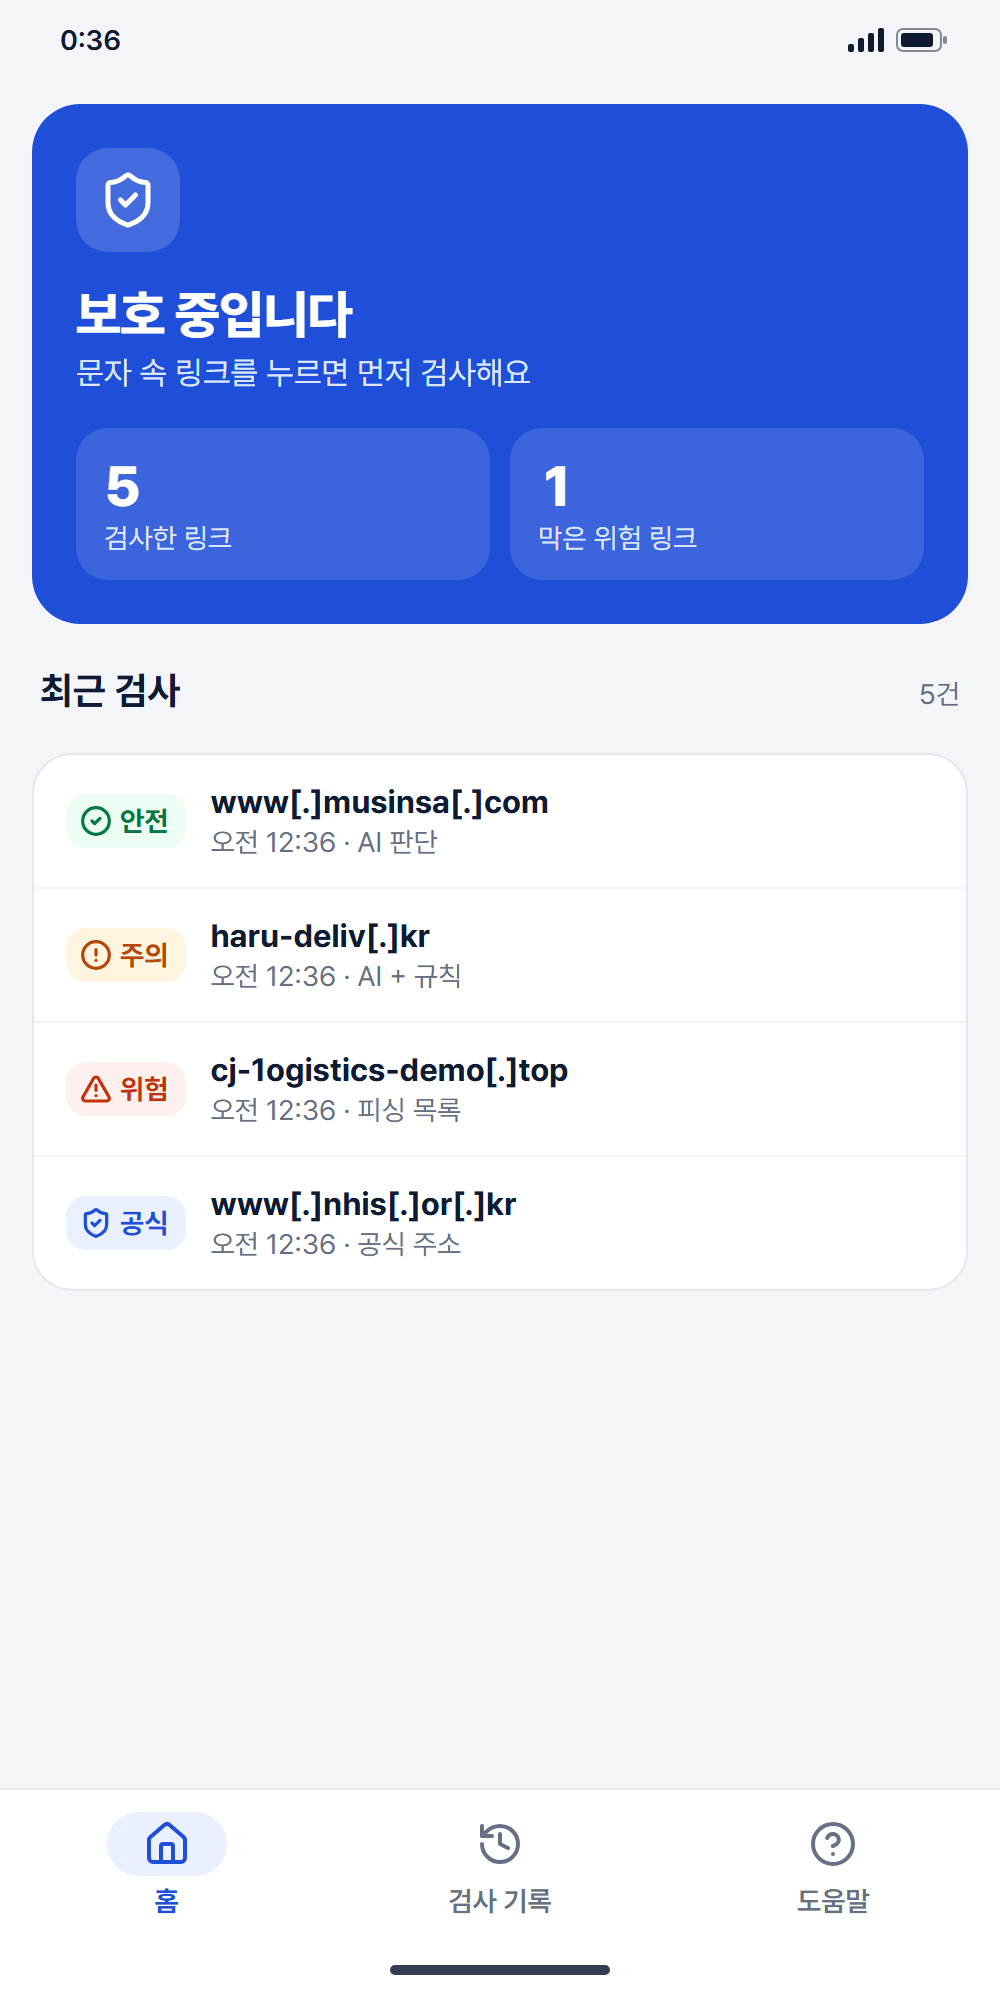 0:36
보호 중입니다
문자 속 링크를 누르면 먼저 검사해요
5
검사한 링크
1
막은 위험 링크
최근 검사
5건
안전
www[.]musinsa[.]com
오전 12:36 · AI 판단
주의
haru-deliv[.]kr
오전 12:36 · AI + 규칙
위험
cj-1ogistics-demo[.]top
오전 12:36 · 피싱 목록
공식
www[.]nhis[.]or[.]kr
오전 12:36 · 공식 주소
홈
검사 기록
도움말